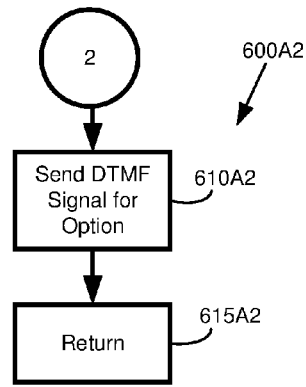 2
600A2
Send DTMF
Signal for
Option
610A2
Return
615A2